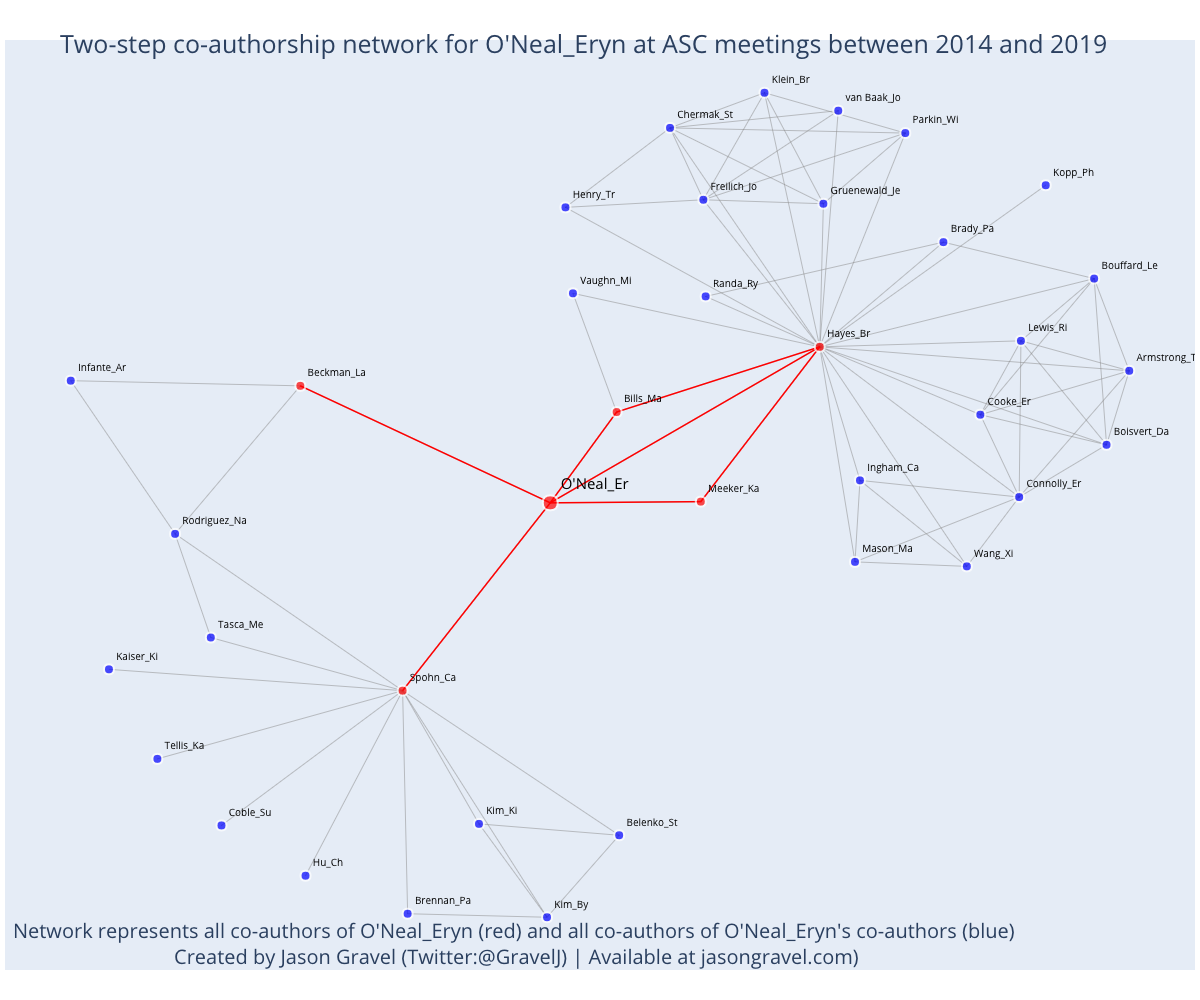 Two-step co-authorship network for O'Neal_Eryn at ASC meetings between 2014 and 2019
Klein_Br
van Baak_Jo
Chermak_St
Parkin_Wi
Kopp_Ph
Freilich_Jo
Gruenewald_Je
Henry_Tr
Brady_Pa
Bouffard_Le
Vaughn_Mi
Randa_Ry
Lewis_Ri
Hayes_Br
Armstrong_T
Infante_Ar
Beckman_La
Bills_Ma
Cooke_Er
Boisvert_Da
Ingham_Ca
O'Neal_Er
Meeker_Ka
Connolly_Er
Rodriguez_Na
Mason_Ma
Wang_Xi
Tasca_Me
Kaiser_Ki
Spohn_Ca
Tellis_Ka
Coble_Su
Kim_Ki
Belenko_St
Hu_Ch
Brennan_Pa
Kim_By
Network represents all co-authors of O'Neal_Eryn (red) and all co-authors of O'Neal_Eryn's co-authors (blue)
Created by Jason Gravel (Twitter:@GravelJ) | Available at jasongravel.com)